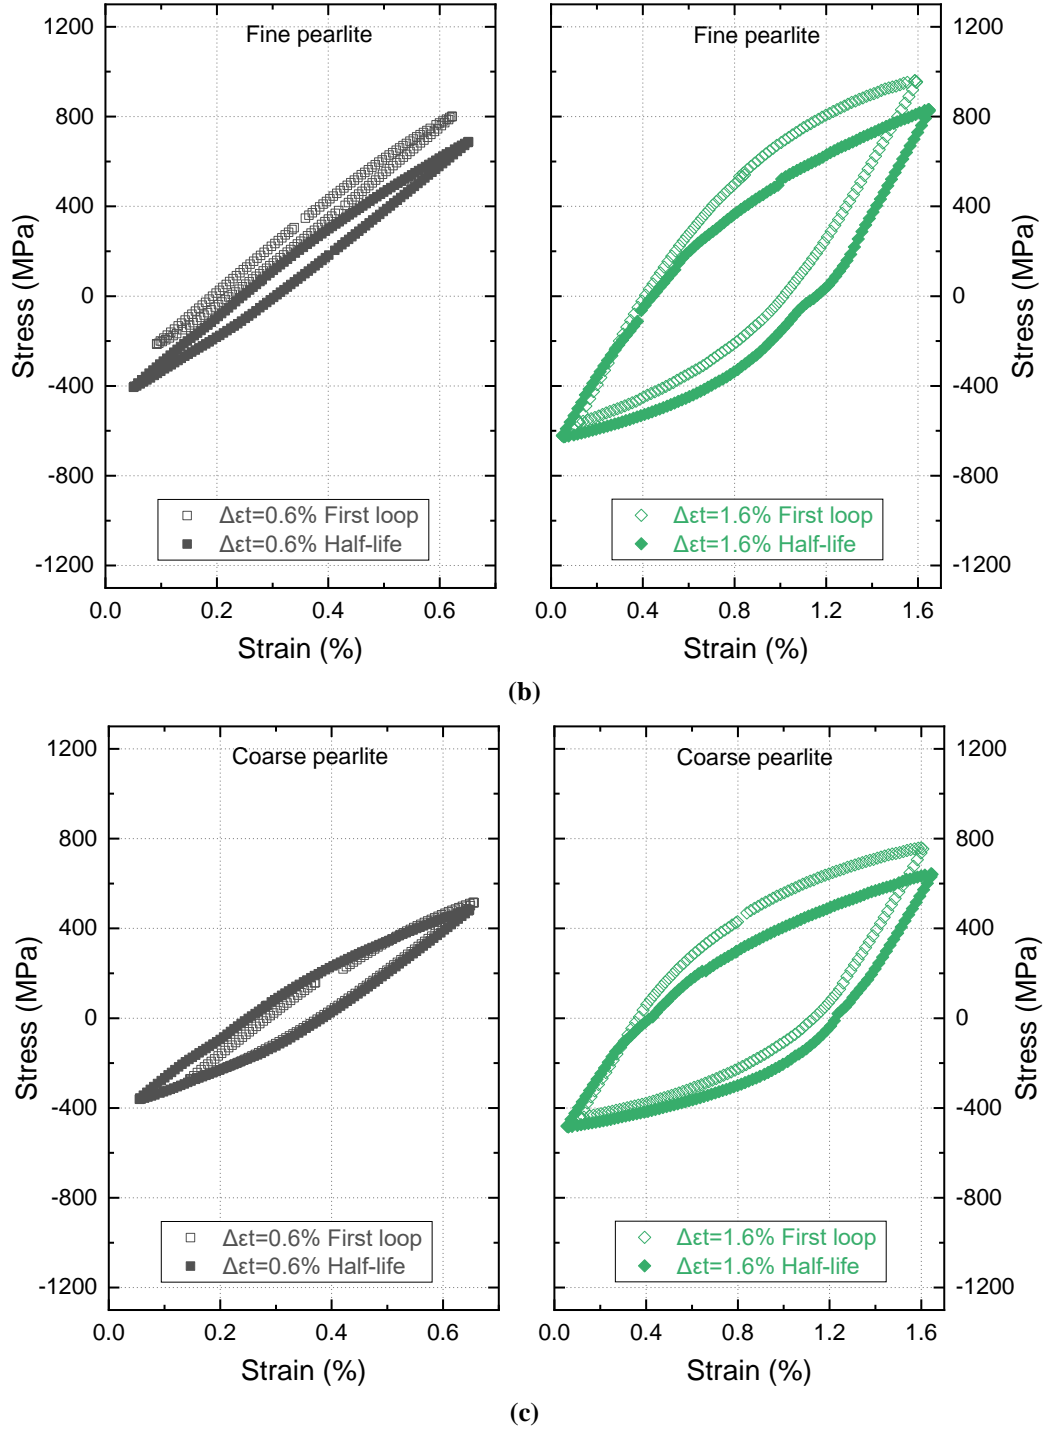 1200
800
400
0
-400
-800
-1200
Stress (MPa)
Fine pearlite
Δεt=0.6% First loop
Δεt=0.6% Half-life
0.0 0.2 0.4 0.6
Strain (%)
Fine pearlite
Δεt=1.6% First loop
Δεt=1.6% Half-life
0.0 0.4 0.8 1.2 1.6
Strain (%)
1200
800
400
0
-400
-800
-1200
Stress (MPa)
(b)
1200
800
400
0
-400
-800
-1200
Stress (MPa)
Coarse pearlite
Δεt=0.6% First loop
Δεt=0.6% Half-life
0.0 0.2 0.4 0.6
Strain (%)
Coarse pearlite
Δεt=1.6% First loop
Δεt=1.6% Half-life
0.0 0.4 0.8 1.2 1.6
Strain (%)
1200
800
400
0
-400
-800
-1200
Stress (MPa)
(c)